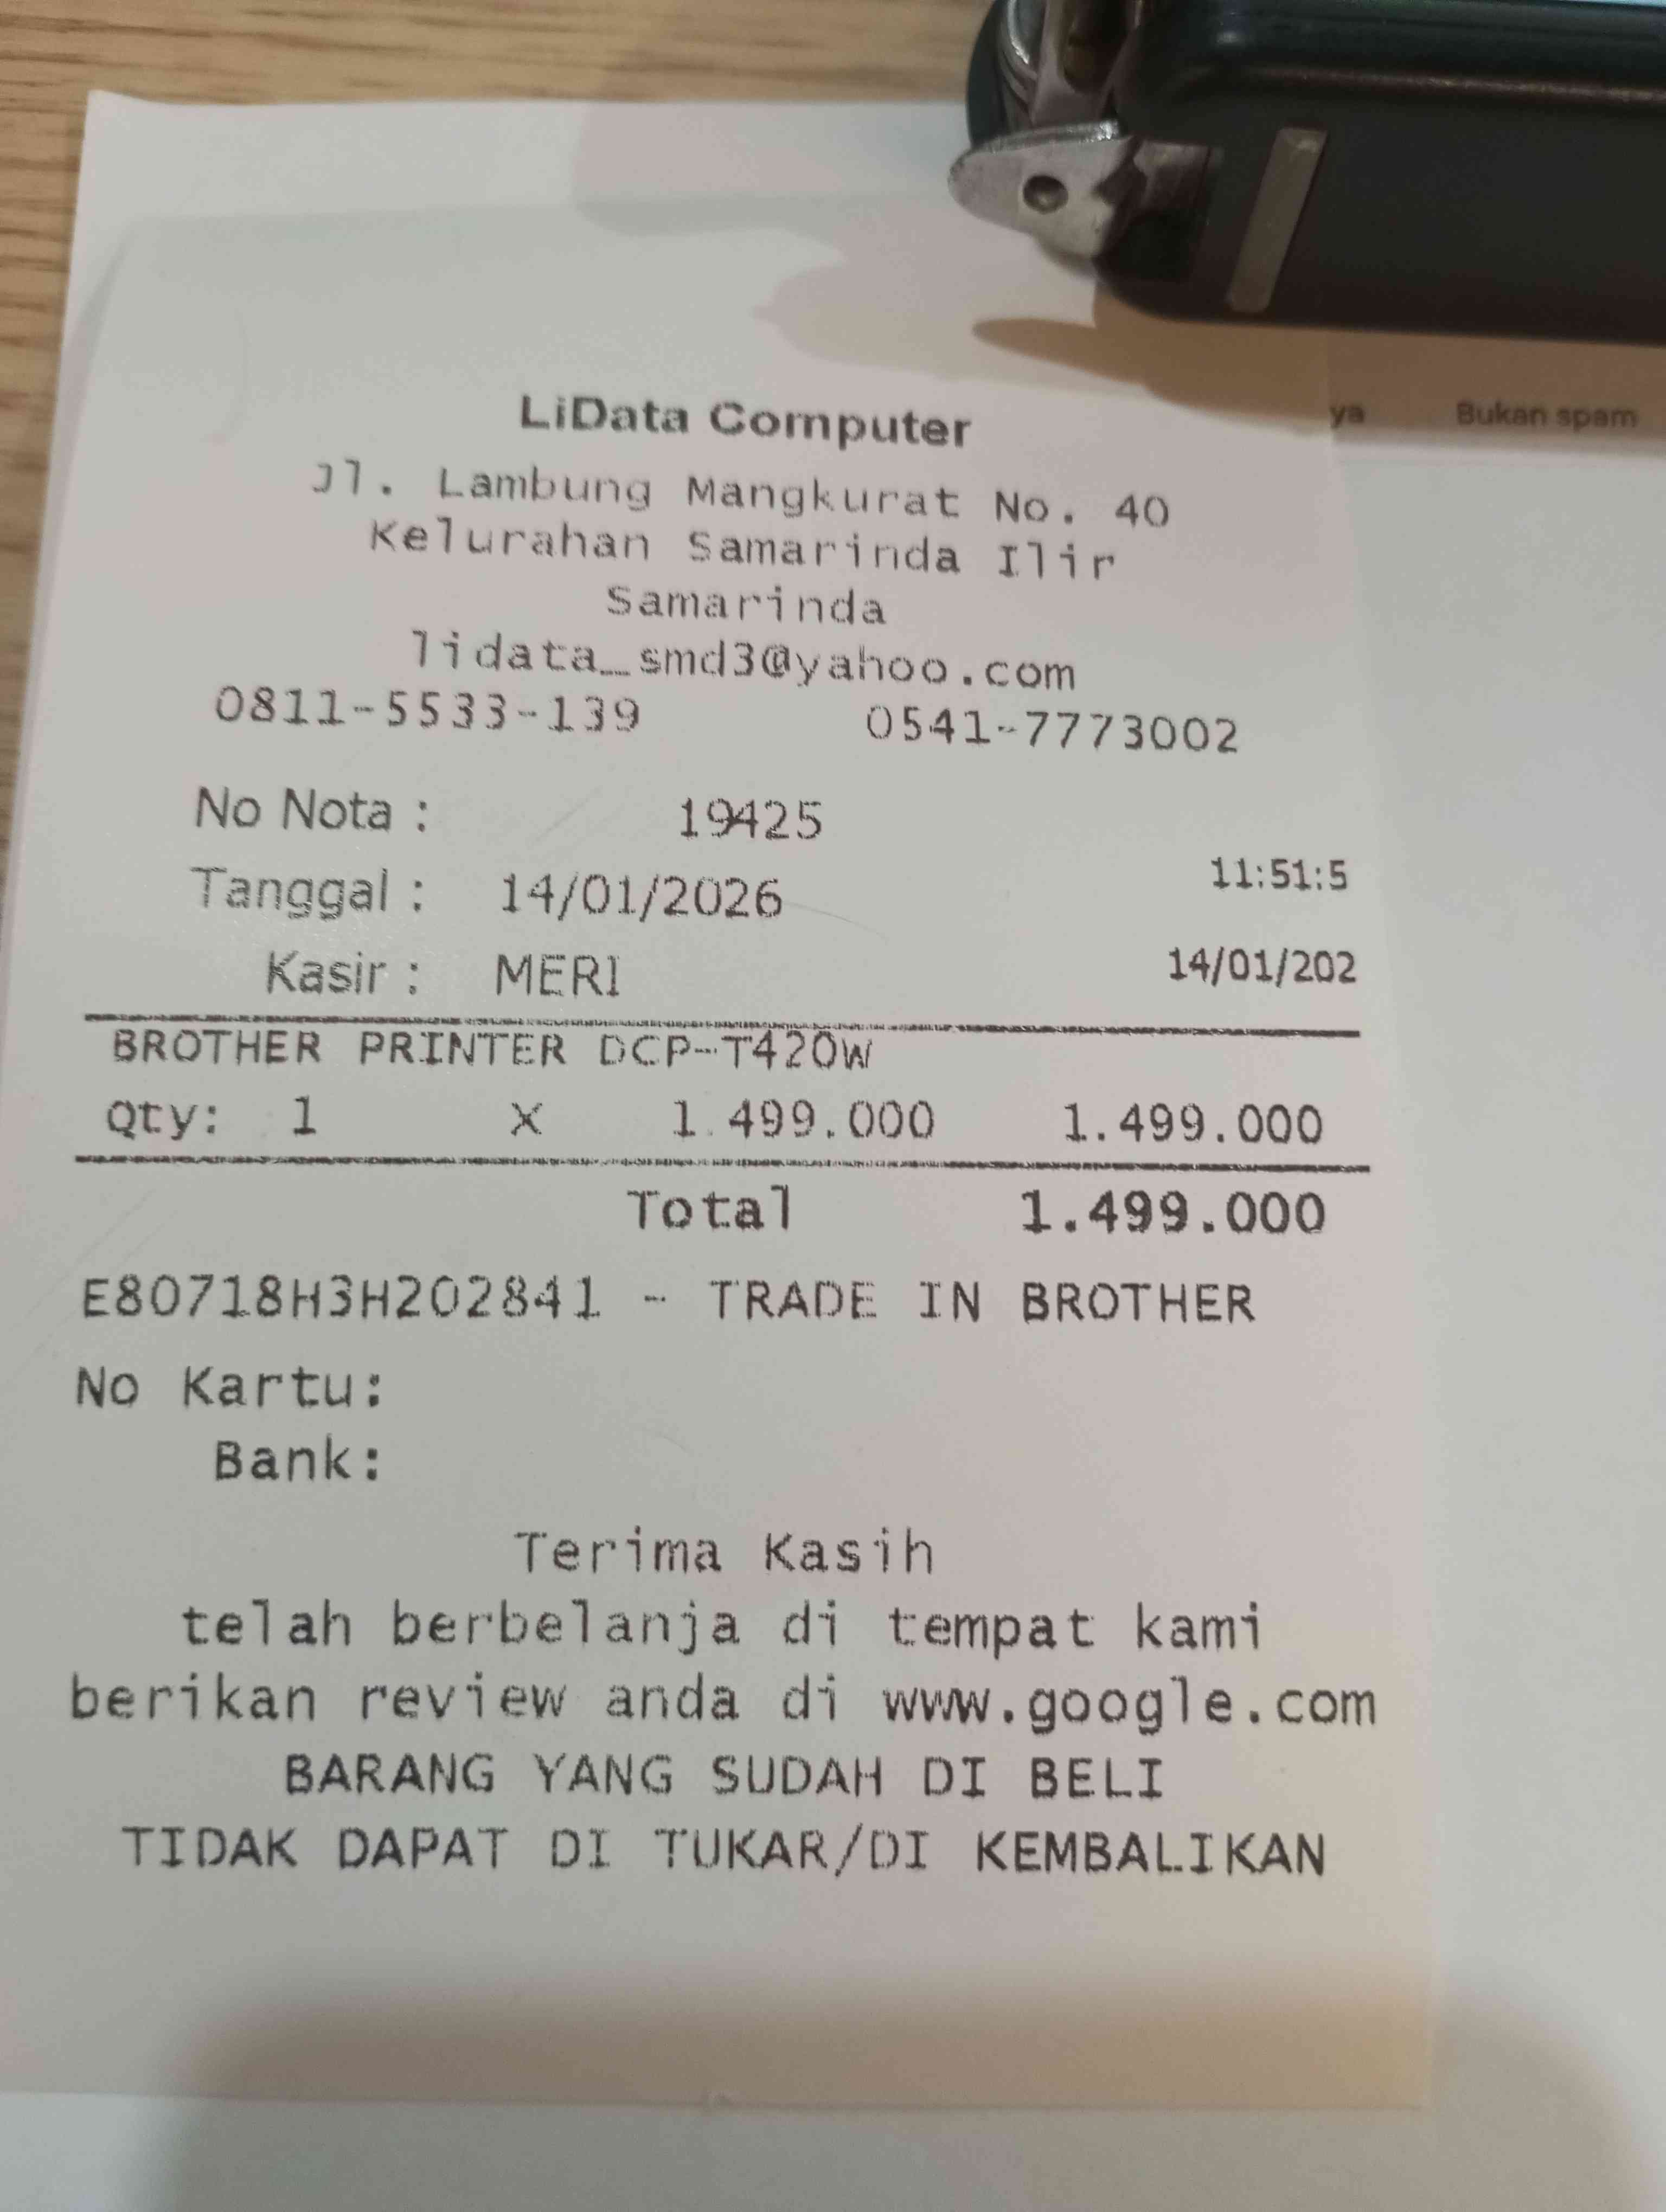 LiData Computer
Jl. Lambung Mangkurat No. 40
Kelurahan Samarinda Ilir
Samarinda
lidata_smd3@yahoo.com
0811-5533-139 0541-7773002
ya Bukan spam
No Nota : 19425
11:51:5
Tanggal : 14/01/2026
Kasir : MERI 14/01/202
BROTHER PRINTER DCP-T420W
Qty: 1 X 1.499.000 1.499.000
Total 1.499.000
E80718H3H202841 - TRADE IN BROTHER
No Kartu:
Bank:
Terima Kasih
telah berbelanja di tempat kami
berikan review anda di www.google.com
BARANG YANG SUDAH DI BELI
TIDAK DAPAT DI TUKAR/DI KEMBALIKAN